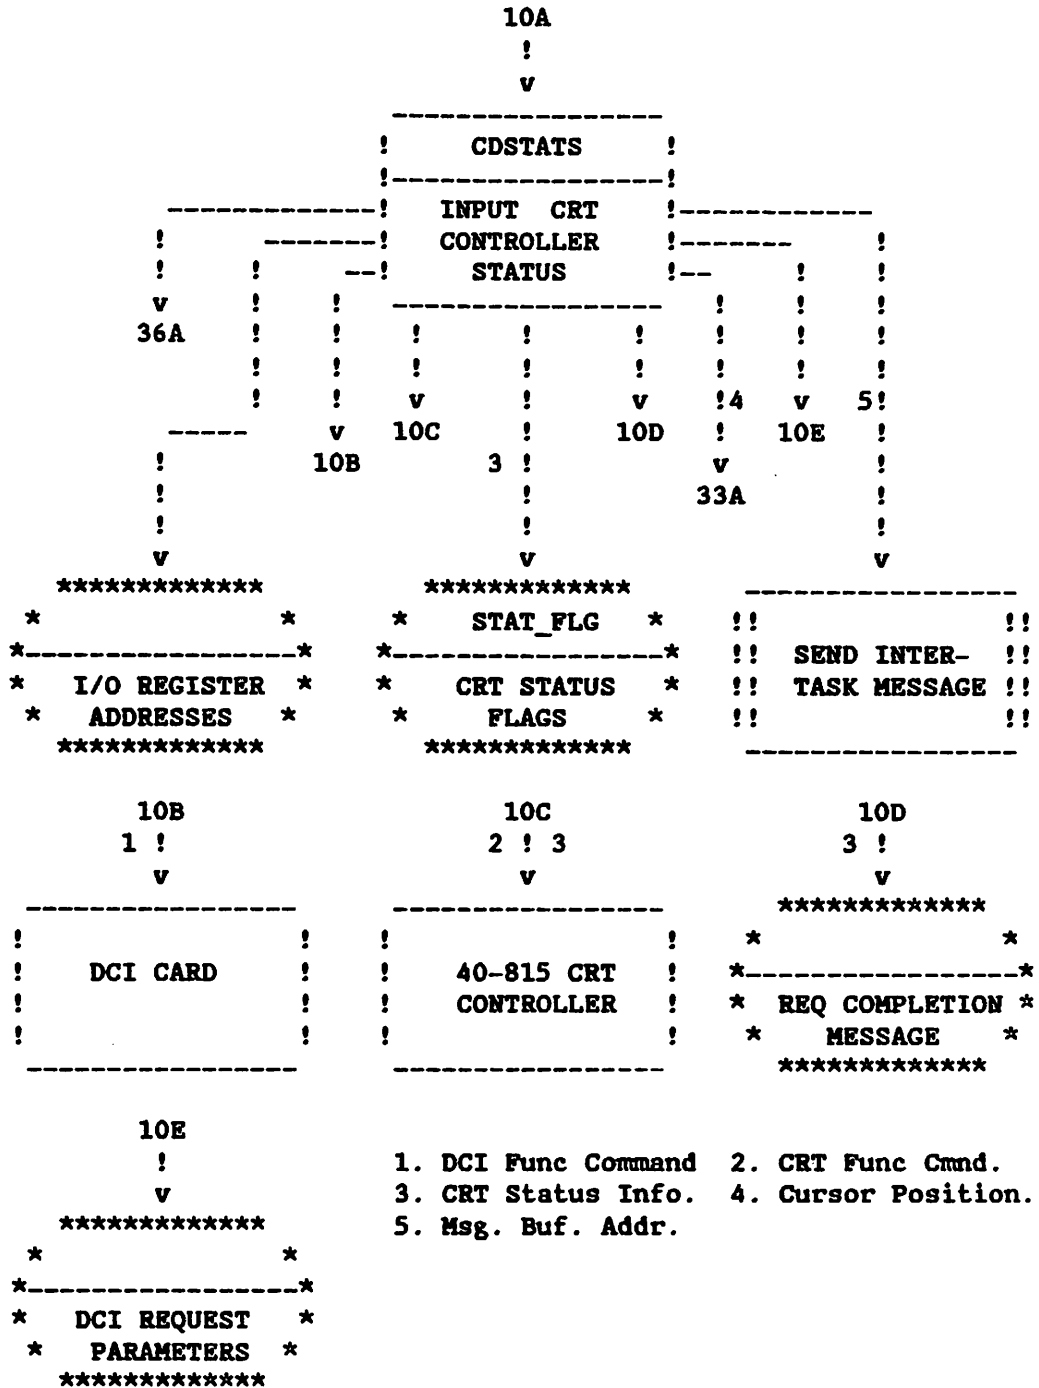 10A
CDSTATS
INPUT CRT
CONTROLLER
STATUS
36A
4 5
10C 10D 10E
10B 3
33A
STAT_FLG
SEND INTER-
I/O REGISTER CRT STATUS TASK MESSAGE
ADDRESSES FLAGS
10B 10C 10D
1 2 3 3
DCI CARD 40-815 CRT
CONTROLLER REQ COMPLETION
MESSAGE
10E
1. DCI Func Command 2. CRT Func Cmnd.
3. CRT Status Info. 4. Cursor Position.
5. Msg. Buf. Addr.
DCI REQUEST
PARAMETERS